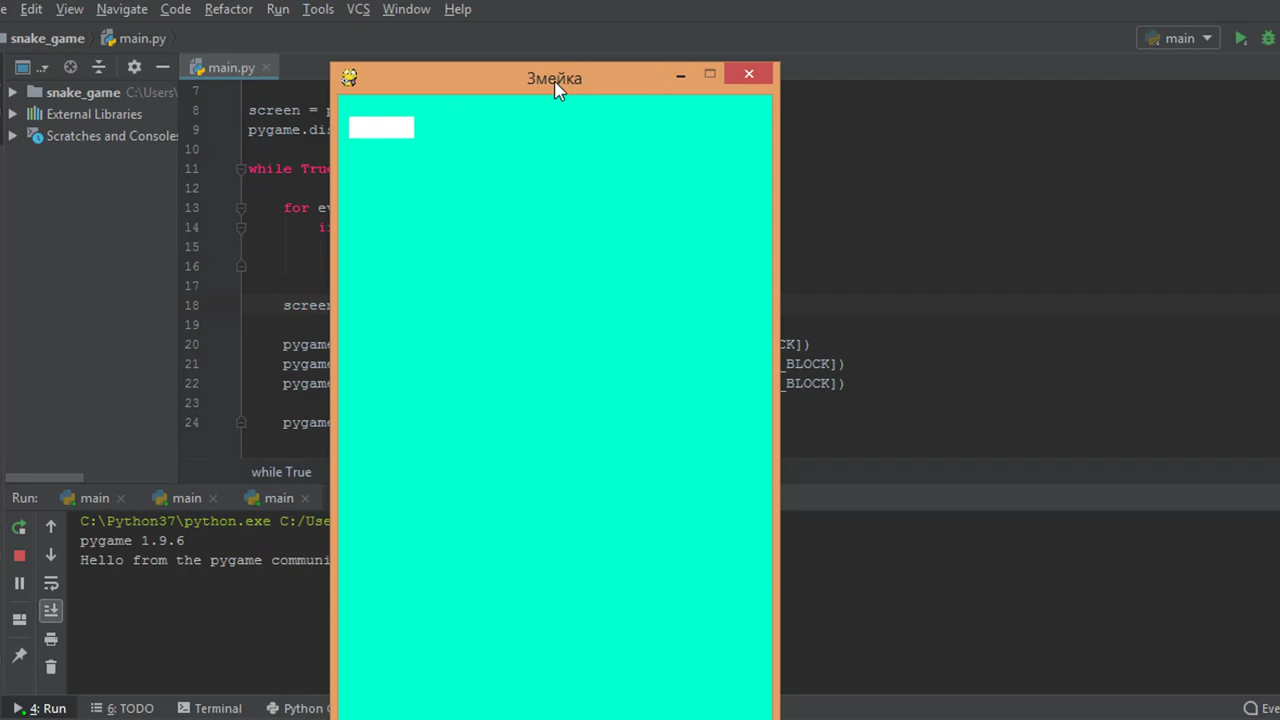 Edit View Navigate Code Refactor Run Tools VCS Window Help
snake_game main.py main
main.py
Змейка
snake_game C:\Users\
External Libraries
Scratches and Consoles
7
8 screen = p
9 pygame.dis
10
11 while True
12
13 for ev
14
15
16
17
18 screen
19
20 pygame CK])
21 pygame _BLOCK])
22 pygame _BLOCK])
23
24 pygame
while True
Run: main main main
C:\Python37\python.exe C:/Use
pygame 1.9.6
Hello from the pygame communi
4: Run 6: TODO Terminal Python Eve